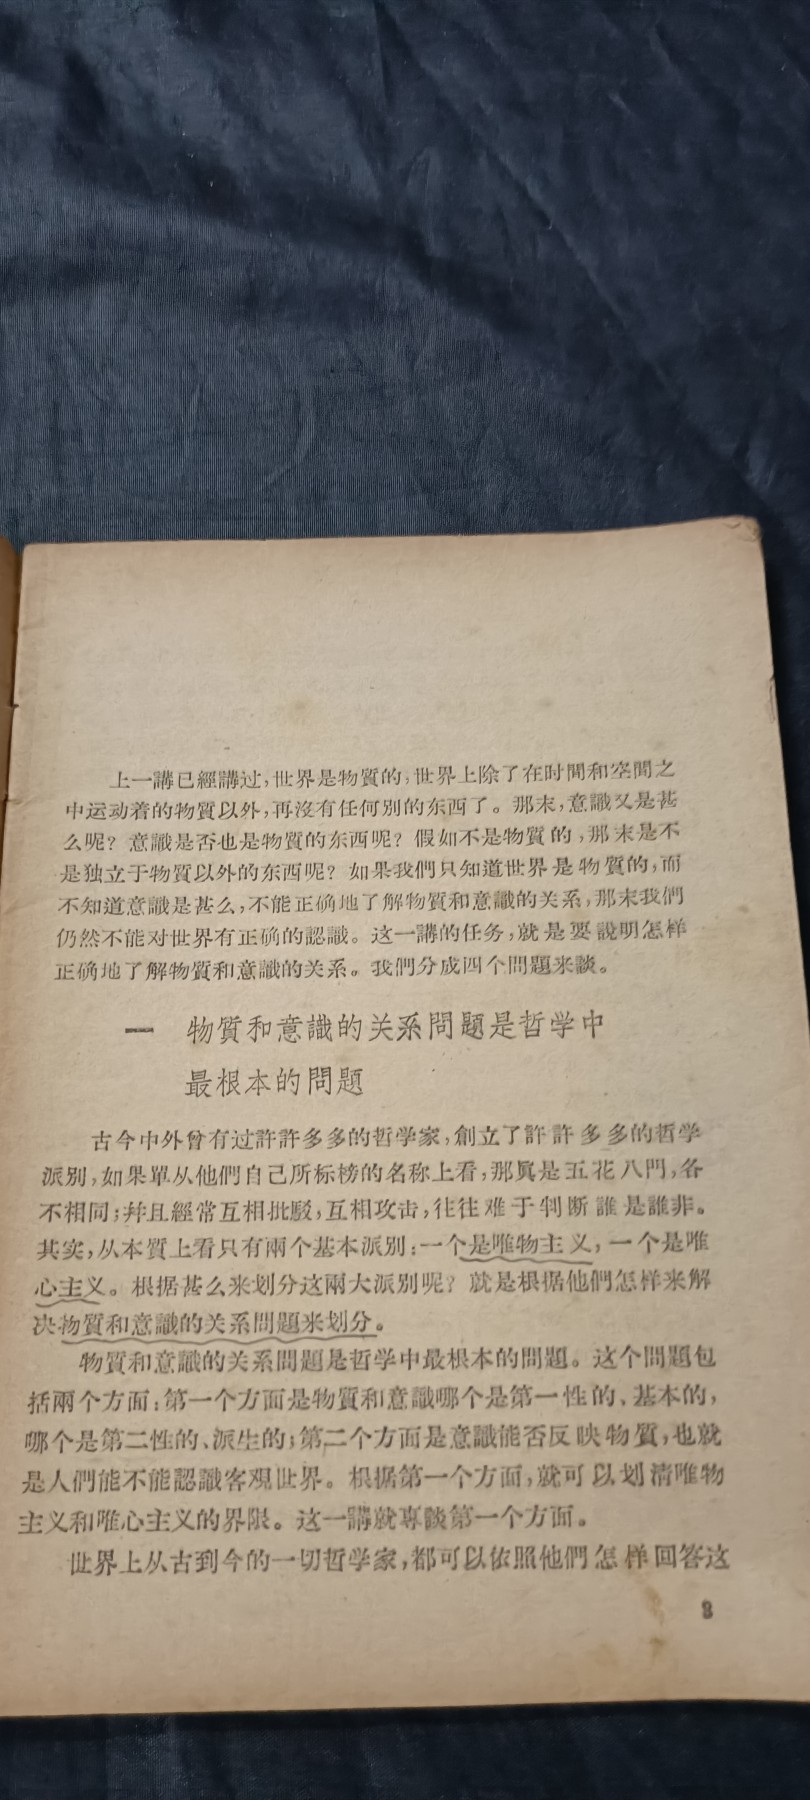 上一講已經講过，世界是物質的，世界上除了在时間和空間之
中运动着的物質以外，再沒有任何別的东西了。那末，意識又是甚
么呢？意識是否也是物質的东西呢？假如不是物質的，那末是不
是独立于物質以外的东西呢？如果我們只知道世界是物質的，而
不知道意識是甚么，不能正确地了解物質和意識的关系，那末我們
仍然不能对世界有正确的認識。这一講的任务，就是要說明怎样
正确地了解物質和意識的关系。我們分成四个問題来談。
一 物質和意識的关系問題是哲学中
最根本的問題
古今中外曾有过許許多多的哲学家，創立了許許多多的哲学
派別，如果單从他們自己所标榜的名称上看，那眞是五花八門，各
不相同；幷且經常互相批駁，互相攻击，往往难于判断誰是誰非。
其实，从本質上看只有兩个基本派別：一个是唯物主义，一个是唯
心主义。根据甚么来划分这兩大派別呢？就是根据他們怎样来解
决物質和意識的关系問題来划分。
物質和意識的关系問題是哲学中最根本的問題。这个問題包
括兩个方面：第一个方面是物質和意識哪个是第一性的、基本的，
哪个是第二性的、派生的；第二个方面是意識能否反映物質，也就
是人們能不能認識客观世界。根据第一个方面，就可以划清唯物
主义和唯心主义的界限。这一講就專談第一个方面。
世界上从古到今的一切哲学家，都可以依照他們怎样回答这
3